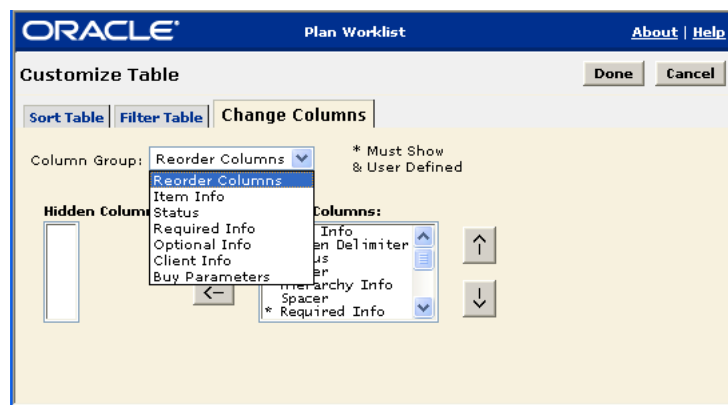 ORACLE® Plan Worklist About | Help
Customize Table Done Cancel
Sort Table Filter Table Change Columns
Column Group: Reorder Columns
* Must Show
& User Defined
Reorder Columns
Item Info
Status
Required Info
Optional Info
Client Info
Buy Parameters
Hidden Columns:
Info
Delimiter
Info
Spacer
* Required Info